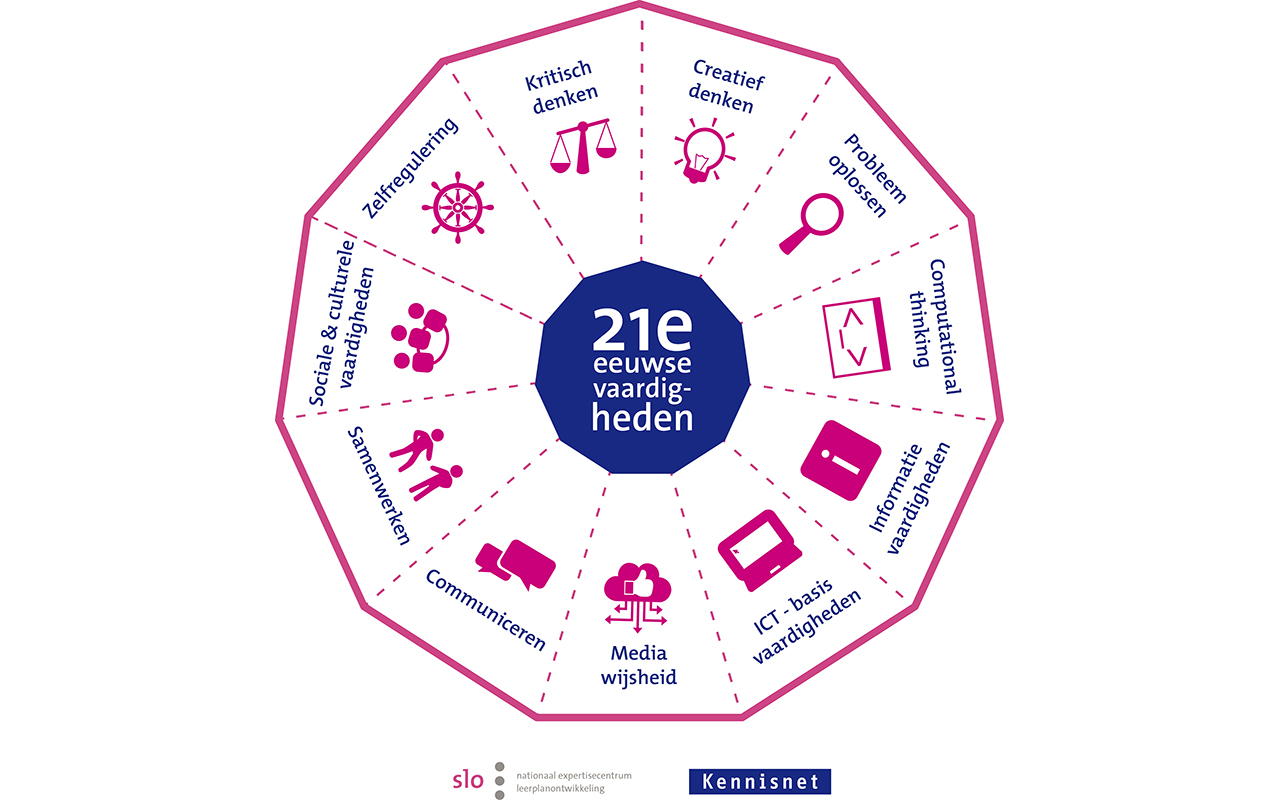 21e
eeuwse
vaardig-
heden
Kritisch
denken
Creatief
denken
Probleem
oplossen
Computational
thinking
Informatie
vaardigheden
ICT - basis
vaardigheden
Media
wijsheid
Communiceren
Samenwerken
Sociale & culturele
vaardigheden
Zelfregulering
slo
nationaal expertisecentrum
leerplanontwikkeling
Kennisnet